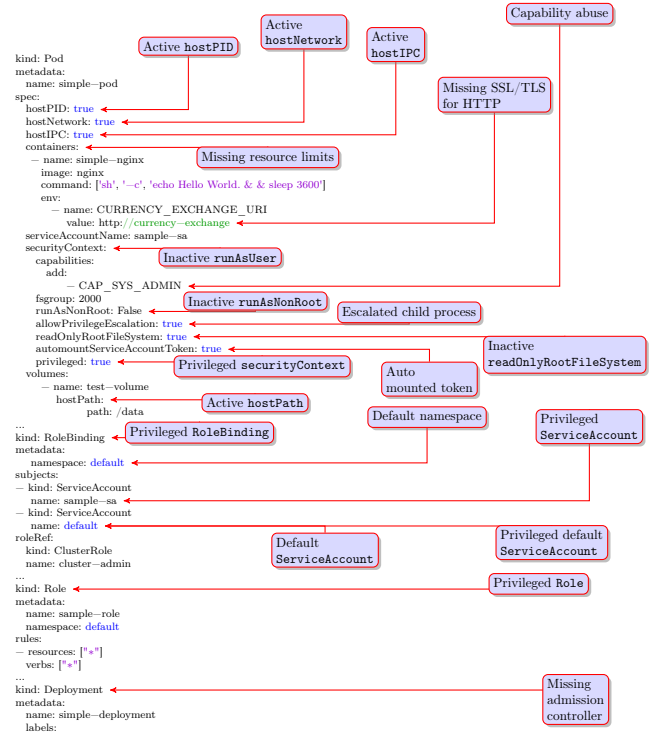 Capability abuse
Active hostPID
Active
hostNetwork
Active
hostIPC
kind: Pod
metadata:
name: simple-pod
spec:
hostPID: true
hostNetwork: true
hostIPC: true
Missing SSL/TLS
for HTTP
containers:
− name: simple−nginx
Missing resource limits
image: nginx
command: ['sh', '−c', 'echo Hello World. & & sleep 3600']
env:
− name: CURRENCY_EXCHANGE_URI
value: http://currency−exchange
serviceAccountName: sample−sa
securityContext:
Inactive runAsUser
capabilities:
add:
− CAP_SYS_ADMIN
fsgroup: 2000
Inactive runAsNonRoot
runAsNonRoot: False
Escalated child process
allowPrivilegeEscalation: true
readOnlyRootFileSystem: true
Inactive
readOnlyRootFileSystem
automountServiceAccountToken: true
privileged: true
Privileged securityContext
Auto
mounted token
volumes:
− name: test−volume
hostPath:
Active hostPath
path: /data
Default namespace
Privileged
ServiceAccount
...
kind: RoleBinding
Privileged RoleBinding
metadata:
namespace: default
subjects:
− kind: ServiceAccount
name: sample−sa
− kind: ServiceAccount
name: default
Default
ServiceAccount
Privileged default
ServiceAccount
roleRef:
kind: ClusterRole
name: cluster−admin
...
kind: Role
Privileged Role
metadata:
name: sample−role
namespace: default
rules:
− resources: ["∗"]
verbs: ["∗"]
...
kind: Deployment
Missing
admission
controller
metadata:
name: simple−deployment
labels: